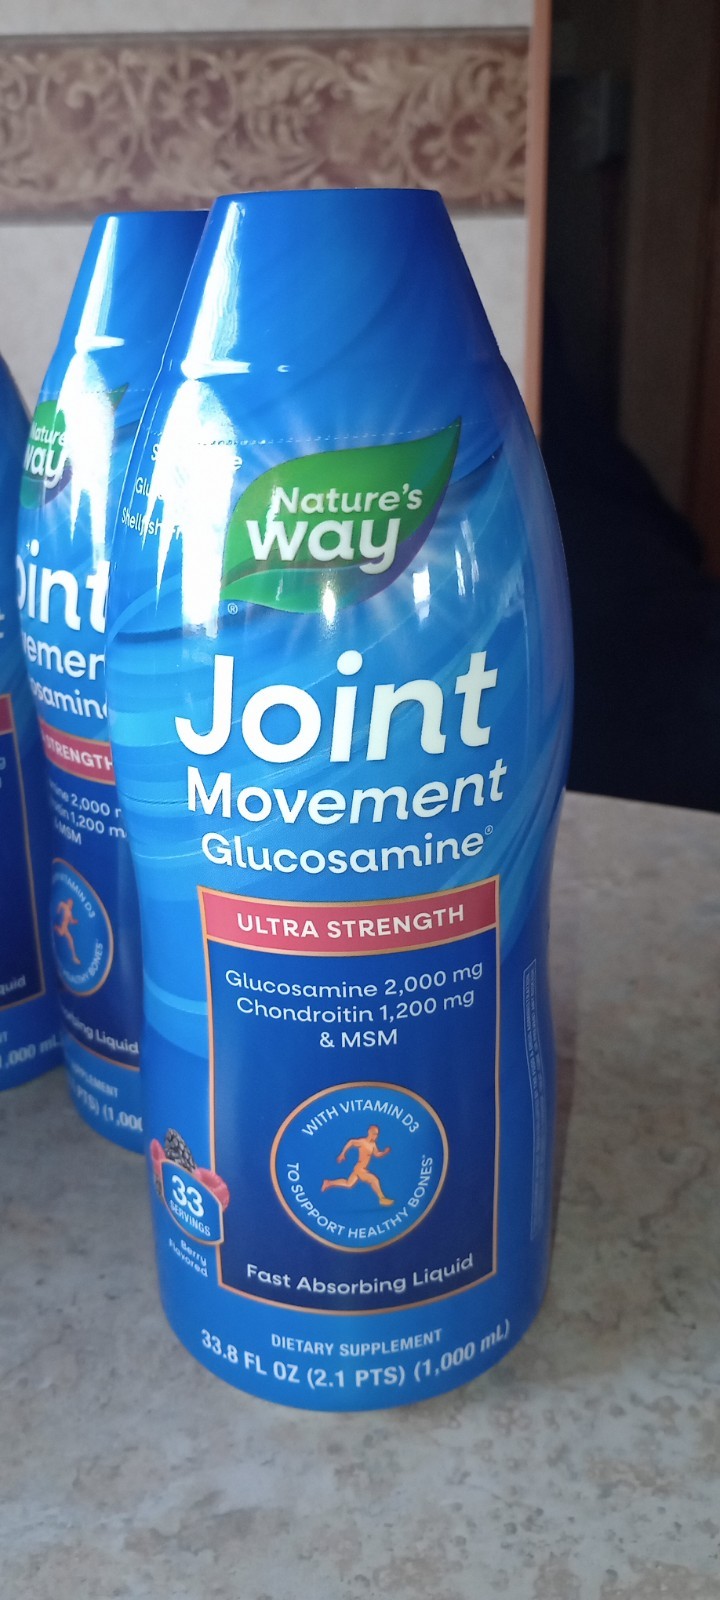 Nature's
way
®
Joint
Movement
Glucosamine®
ULTRA STRENGTH
Glucosamine 2,000 mg
Chondroitin 1,200 mg
& MSM
WITH VITAMIN D3
TO SUPPORT HEALTHY BONES*
33
SERVINGS
Berry
Flavored
Fast Absorbing Liquid
DIETARY SUPPLEMENT
33.8 FL OZ (2.1 PTS) (1,000 mL)